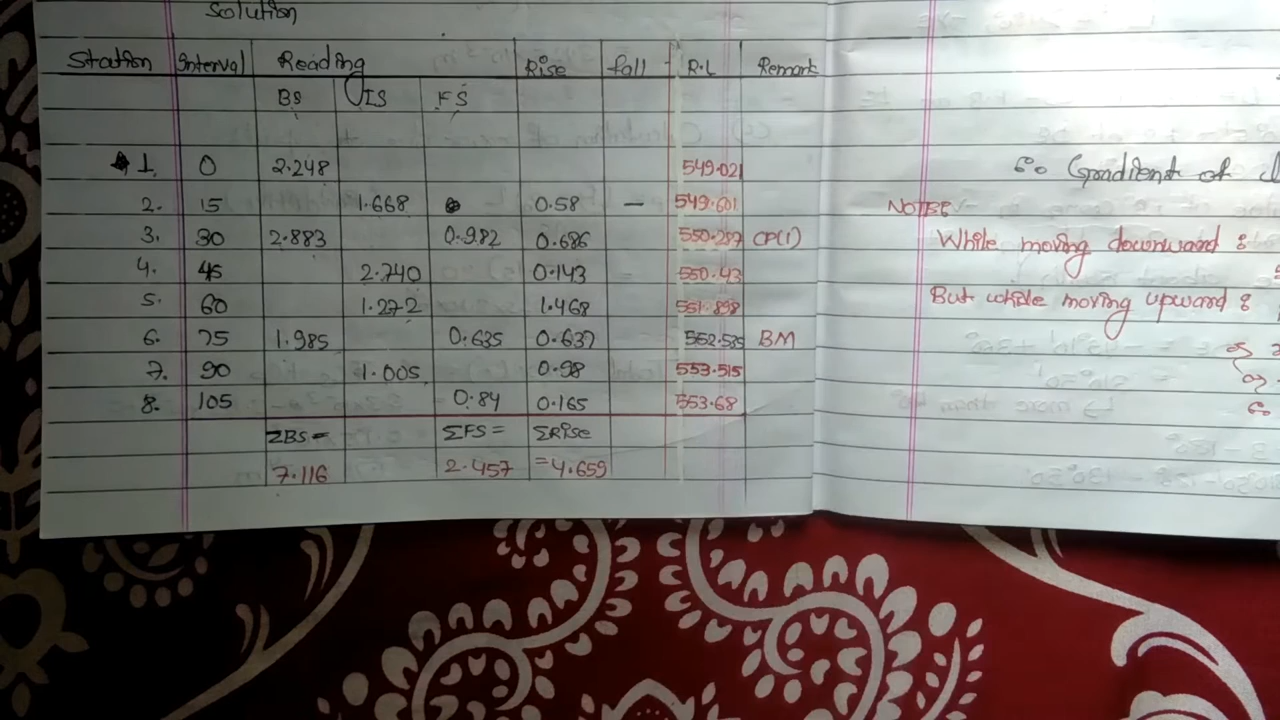 Solution
Station Interval Reading Rise fall R.L Remark
BS IS FS
1. 0 2.248 549.021
2. 15 1.668 0.58 - 549.601
3. 30 2.883 0.982 0.686 550.287 CP(1)
4. 45 2.740 0.143 550.43
5. 60 1.272 1.468 551.898
6. 75 1.985 0.635 0.637 552.535 BM
7. 90 1.005 0.98 553.515
8. 105 0.84 0.165 553.68
ΣBS = ΣFS = ΣRise
7.116 2.457 =4.659
Gradient of
NOTE:
While moving downward :
But while moving upward :